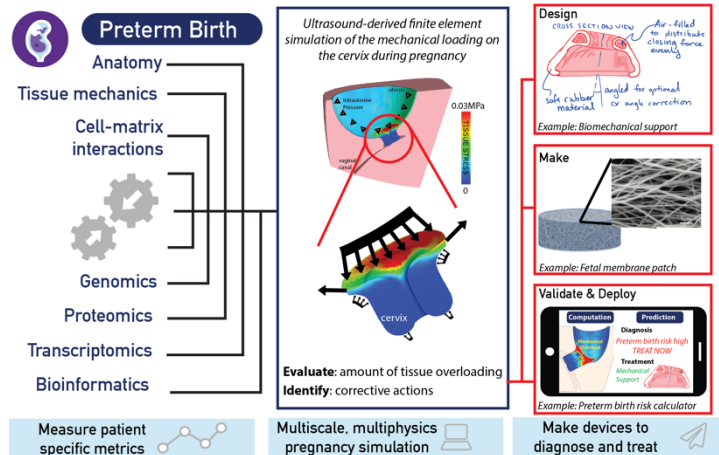 Preterm Birth
Anatomy
Tissue mechanics
Cell-matrix
interactions
Genomics
Proteomics
Transcriptomics
Bioinformatics
Measure patient
specific metrics
Ultrasound-derived finite element
simulation of the mechanical loading on
the cervix during pregnancy
uterus
Intrauterine
Pressure
vaginal
canal
0.03MPa
TISSUE STRESS
0
cervix
Evaluate: amount of tissue overloading
Identify: corrective actions
Multiscale, multiphysics
pregnancy simulation
Design
CROSS SECTION VIEW
Air-filled
to distribute
closing force
evenly
soft rubber
material
angled for optional
cx angle correction
Example: Biomechanical support
Make
Example: Fetal membrane patch
Validate & Deploy
Computation
Prediction
Mechanical
Overload
Diagnosis
Preterm birth risk high
TREAT NOW
Treatment
Mechanical
Support
Example: Preterm birth risk calculator
Make devices to
diagnose and treat